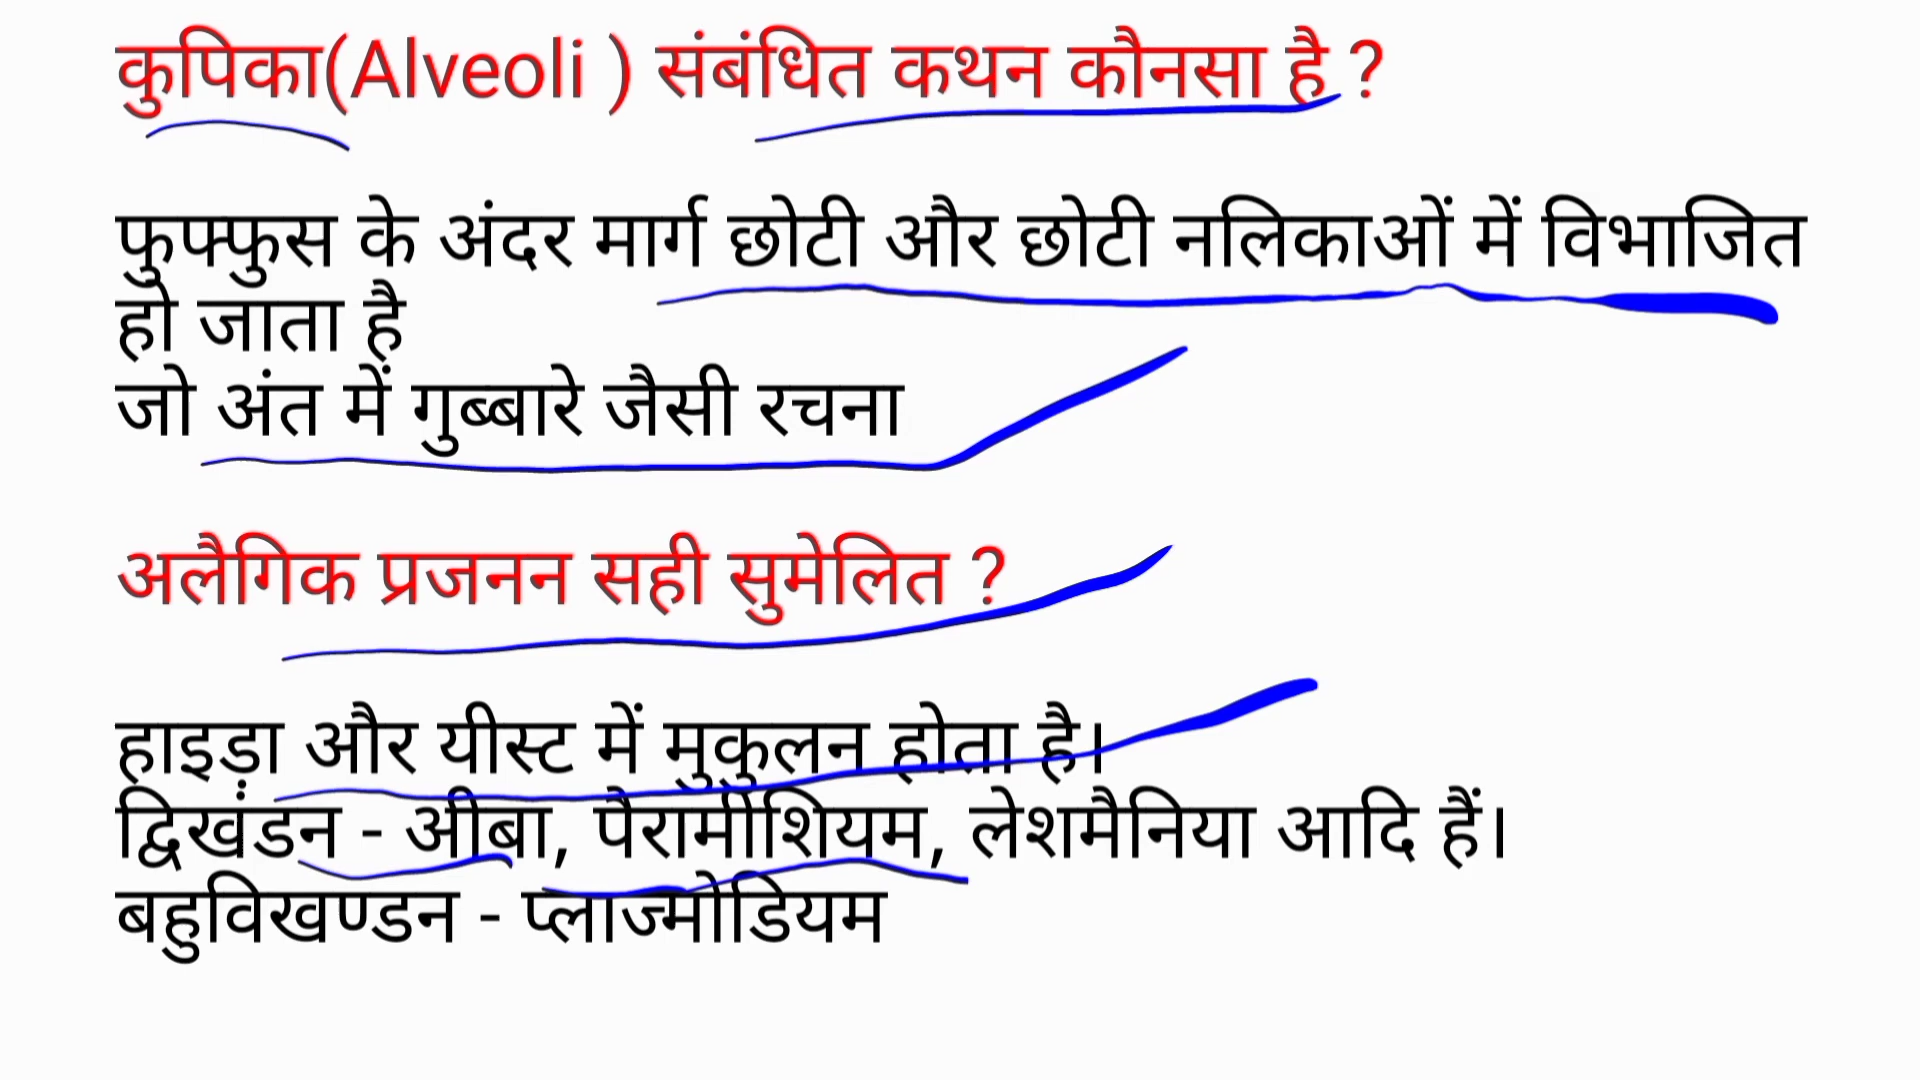 कुपिका(Alveoli ) संबंधित कथन कौनसा है ?
फुफ्फुस के अंदर मार्ग छोटी और छोटी नलिकाओं में विभाजित
हो जाता है
जो अंत में गुब्बारे जैसी रचना
अलैगिक प्रजनन सही सुमेलित ?
हाइड़ा और यीस्ट में मुकुलन होता है।
द्विखंडन - अीबा, पैरामीशियम, लेशमैनिया आदि हैं।
बहुविखण्डन - प्लाज्मोडियम